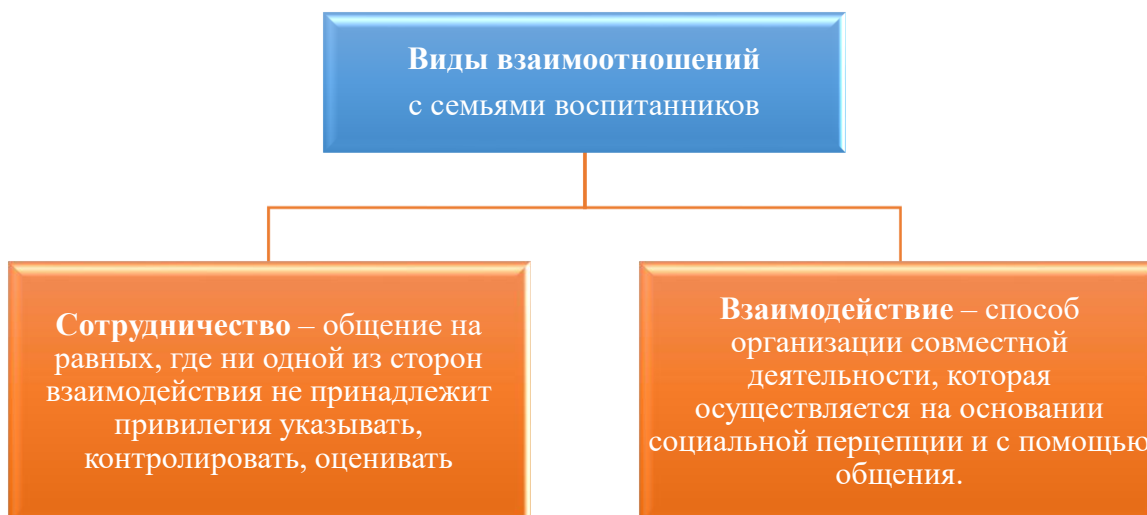 Виды взаимоотношений
с семьями воспитанников
Сотрудничество – общение на
равных, где ни одной из сторон
взаимодействия не принадлежит
привилегия указывать,
контролировать, оценивать
Взаимодействие – способ
организации совместной
деятельности, которая
осуществляется на основании
социальной перцепции и с помощью
общения.